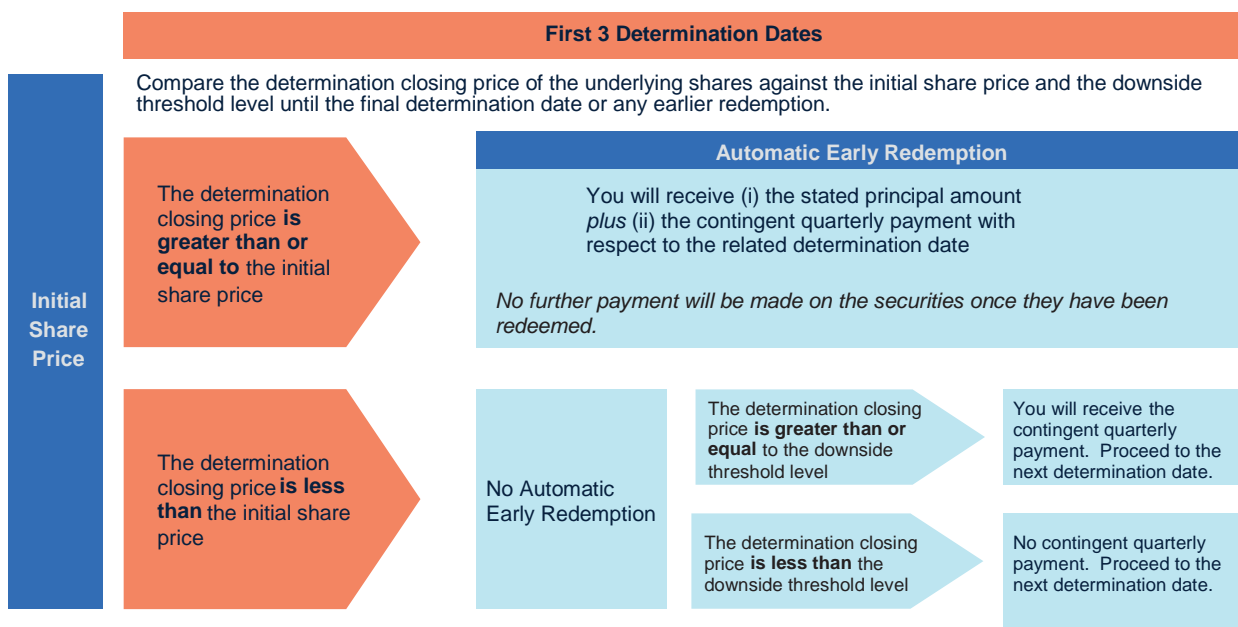 First 3 Determination Dates
Compare the determination closing price of the underlying shares against the initial share price and the downside
threshold level until the final determination date or any earlier redemption.
Initial
Share
Price
The determination
closing price is
greater than or
equal to the initial
share price
Automatic Early Redemption
You will receive (i) the stated principal amount
plus (ii) the contingent quarterly payment with
respect to the related determination date
No further payment will be made on the securities once they have been
redeemed.
The determination
closing price is less
than the initial share
price
No Automatic
Early Redemption
The determination closing
price is greater than or
equal to the downside
threshold level
You will receive the
contingent quarterly
payment. Proceed to the
next determination date.
The determination closing
price is less than the
downside threshold level
No contingent quarterly
payment. Proceed to the
next determination date.